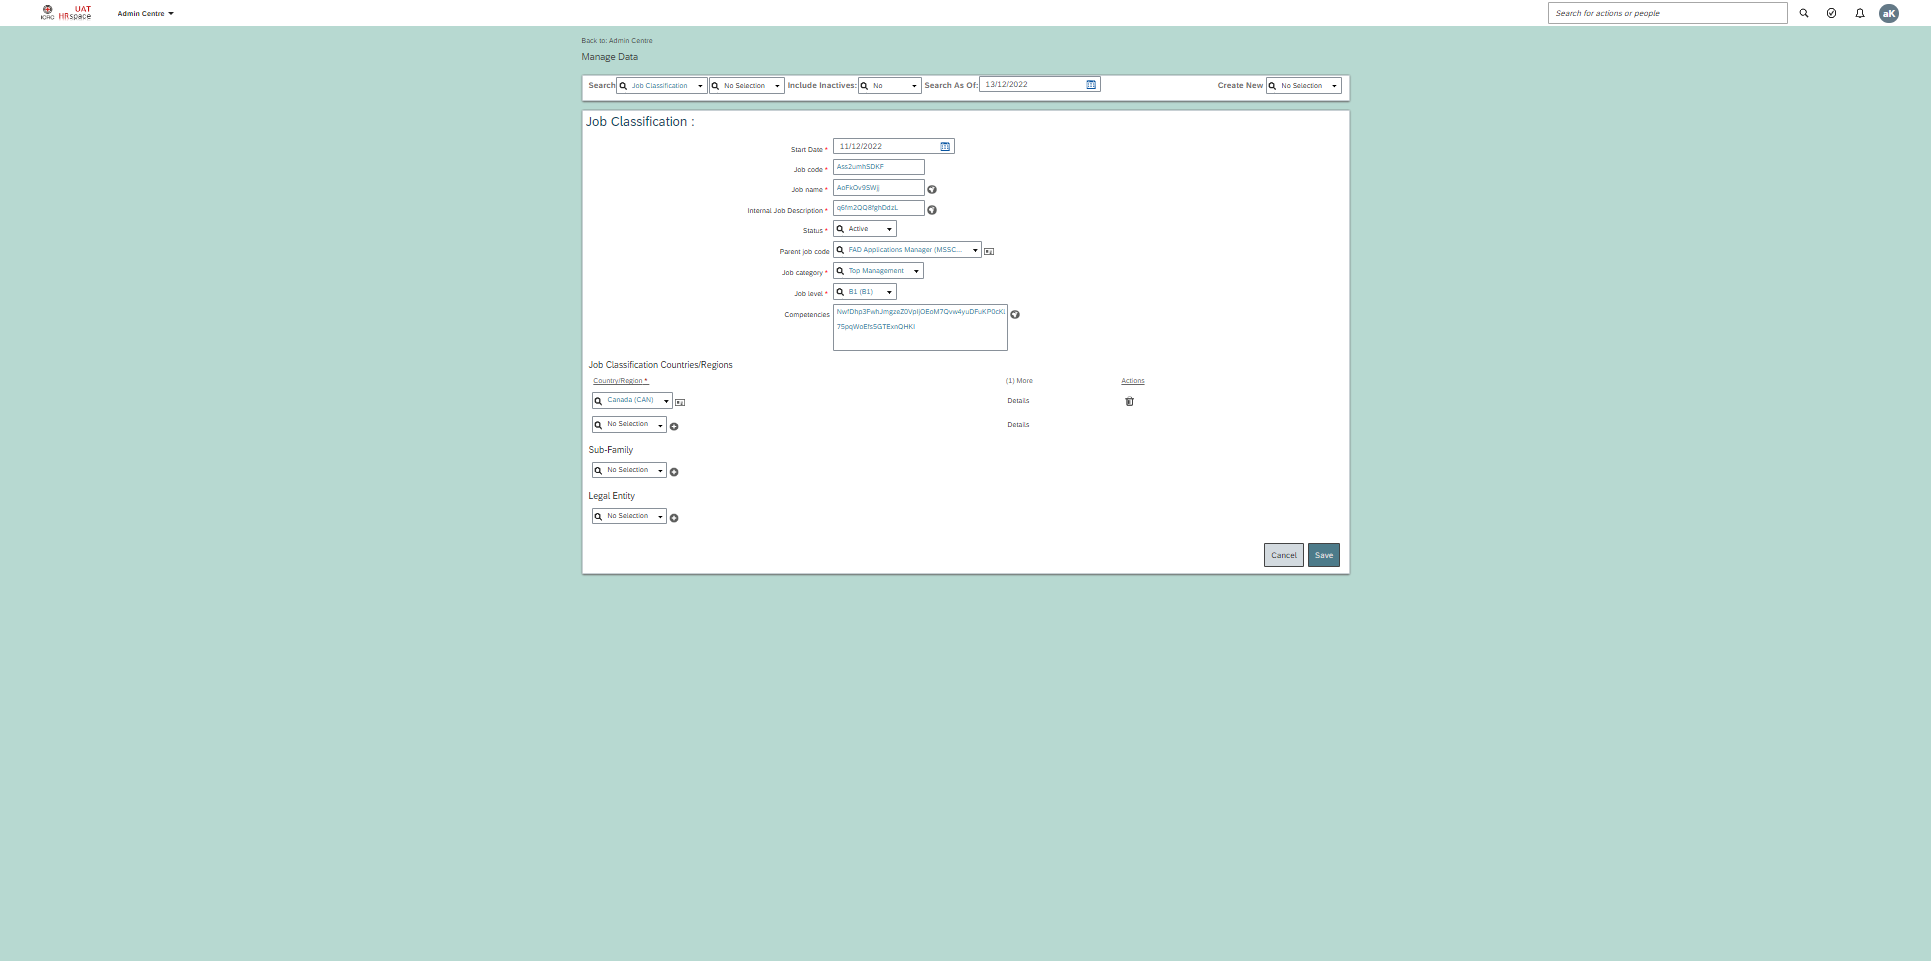 ICRC
UAT
HRspace
Admin Centre
Search for actions or people
aK
Back to: Admin Centre
Manage Data
Search Job Classification No Selection Include Inactives: No Search As Of: 13/12/2022 Create New No Selection
Job Classification :
Start Date * 11/12/2022
Job code * Ass2umhSDKF
Job name * AoFkOv9SWjj
Internal Job Description * q6fm2QQ8fghDdzL
Status * Active
Parent job code FAD Applications Manager (MSSC...
Job category * Top Management
Job level * B1 (B1)
Competencies
Job Classification Countries/Regions
Country/Region * (1) More Actions
Canada (CAN) Details
No Selection Details
Sub-Family
No Selection
Legal Entity
No Selection
Cancel Save